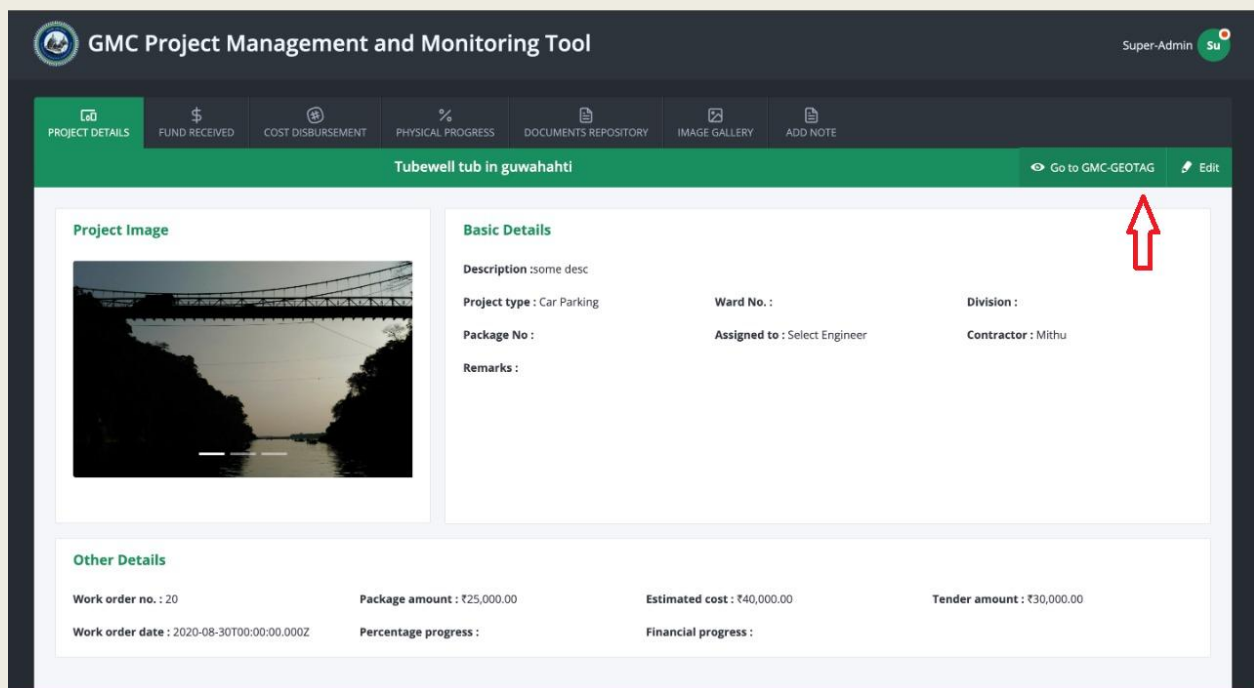 GMC Project Management and Monitoring Tool
Super-Admin
Su
PROJECT DETAILS
FUND RECEIVED
COST DISBURSEMENT
PHYSICAL PROGRESS
DOCUMENTS REPOSITORY
IMAGE GALLERY
ADD NOTE
Tubewell tub in guwahahti
Go to GMC-GEOTAG
Edit
Project Image
Basic Details
Description :some desc
Project type : Car Parking
Ward No. :
Division :
Package No :
Assigned to : Select Engineer
Contractor : Mithu
Remarks :
Other Details
Work order no. : 20
Package amount : ₹25,000.00
Estimated cost : ₹40,000.00
Tender amount : ₹30,000.00
Work order date : 2020-08-30T00:00:00.000Z
Percentage progress :
Financial progress :